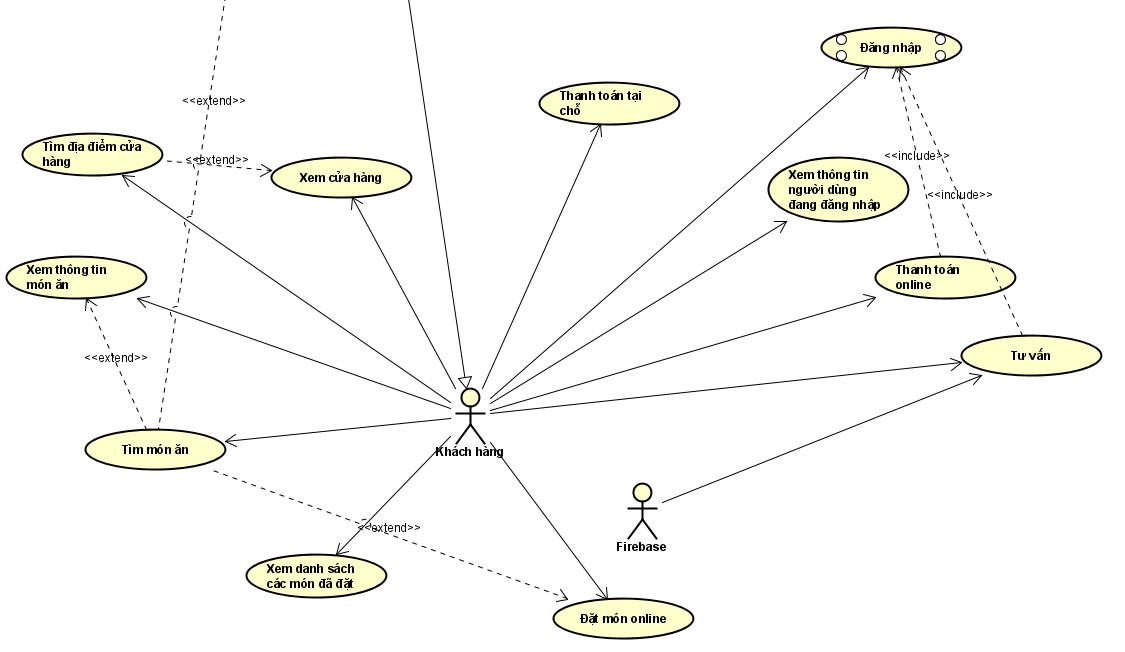 Đăng nhập
Thanh toán tại
chỗ
<<extend>>
Tìm địa điểm cửa
hàng
<<extend>>
Xem cửa hàng
<<include>>
Xem thông tin
người dùng
đang đăng nhập
<<include>>
Xem thông tin
món ăn
Thanh toán
online
<<extend>>
Tư vấn
Tìm món ăn
Khách hàng
<<extend>>
Firebase
Xem danh sách
các món đã đặt
Đặt món online